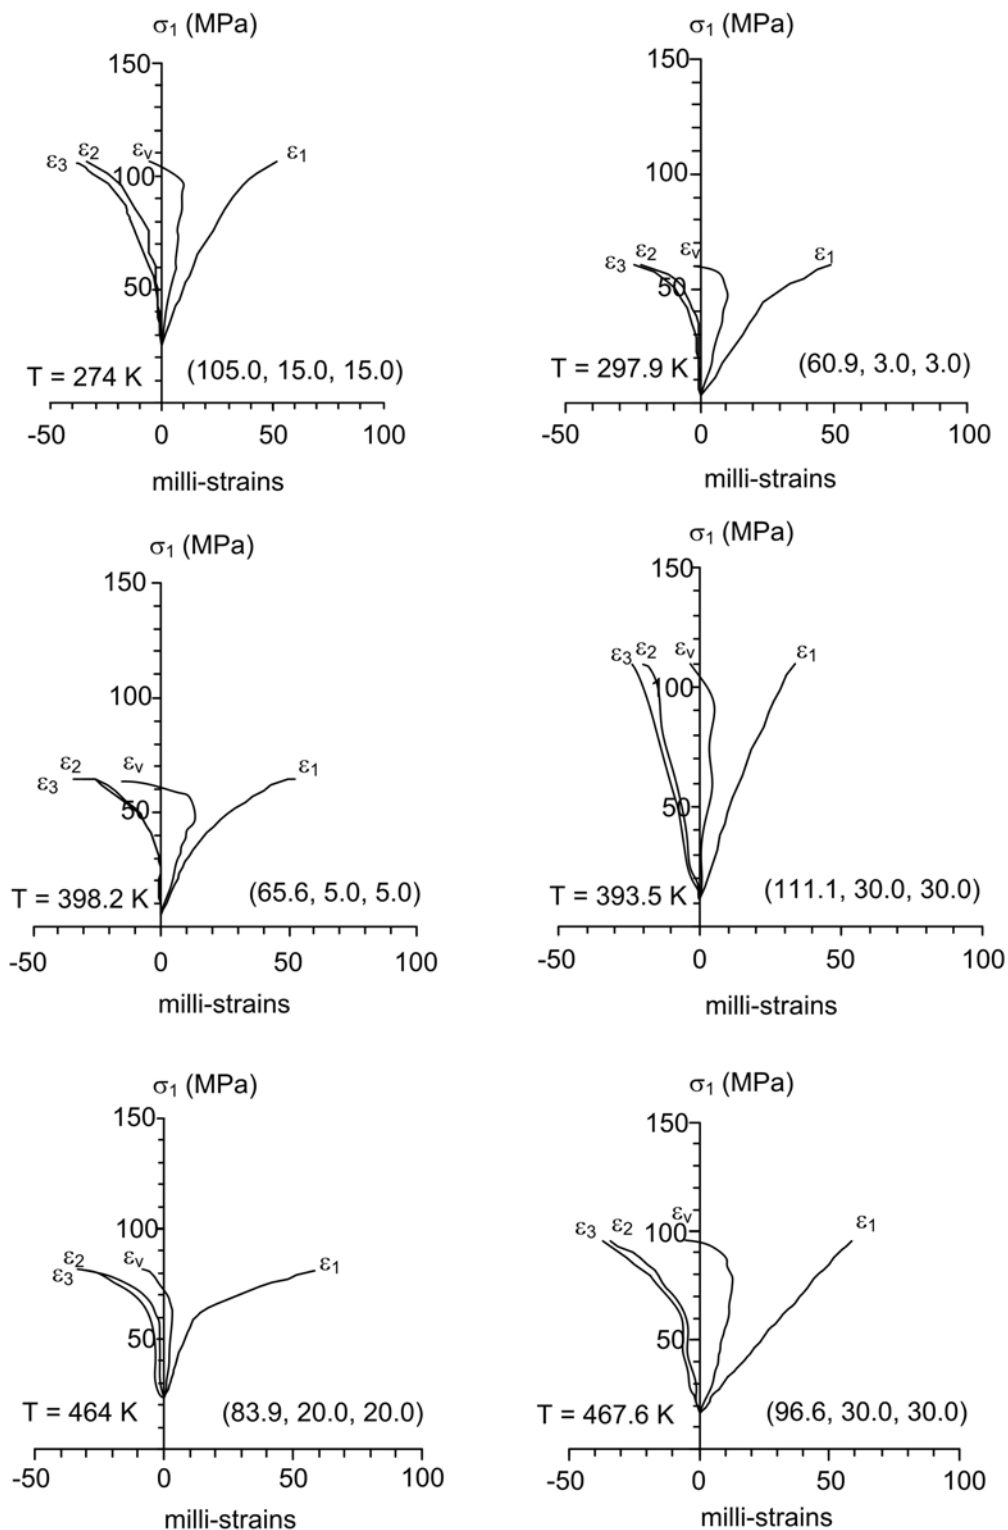 σ₁ (MPa)
150
100
50
ε₃
ε₂
εᵥ
ε₁
T = 274 K
(105.0, 15.0, 15.0)
-50
0
50
100
milli-strains
σ₁ (MPa)
150
100
50
ε₃
ε₂
εᵥ
ε₁
T = 297.9 K
(60.9, 3.0, 3.0)
-50
0
50
100
milli-strains
σ₁ (MPa)
150
100
50
ε₂
ε₃
εᵥ
ε₁
T = 398.2 K
(65.6, 5.0, 5.0)
-50
0
50
100
milli-strains
σ₁ (MPa)
150
100
50
ε₃
ε₂
εᵥ
ε₁
T = 393.5 K
(111.1, 30.0, 30.0)
-50
0
50
100
milli-strains
σ₁ (MPa)
150
100
50
ε₂
ε₃
εᵥ
ε₁
T = 464 K
(83.9, 20.0, 20.0)
-50
0
50
100
milli-strains
σ₁ (MPa)
150
100
50
ε₃
ε₂
εᵥ
ε₁
T = 467.6 K
(96.6, 30.0, 30.0)
-50
0
50
100
milli-strains